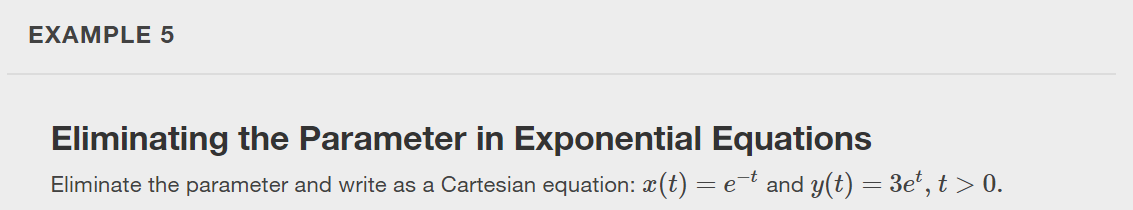 EXAMPLE 5
Eliminating the Parameter in Exponential Equations
Eliminate the parameter and write as a Cartesian equation: x(t) = e^{−t} and y(t) = 3e^t, t > 0.